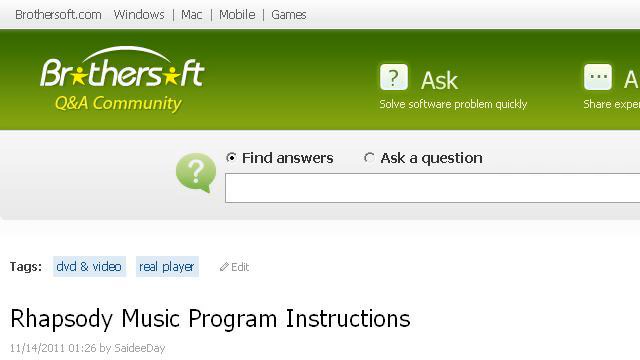 Brothersoft.com Windows | Mac | Mobile | Games
Brothersoft
Q&A Community
? Ask
Solve software problem quickly
... A
Share exper
?
Find answers Ask a question
Tags: dvd & video real player Edit
Rhapsody Music Program Instructions
11/14/2011 01:26 by SaideeDay